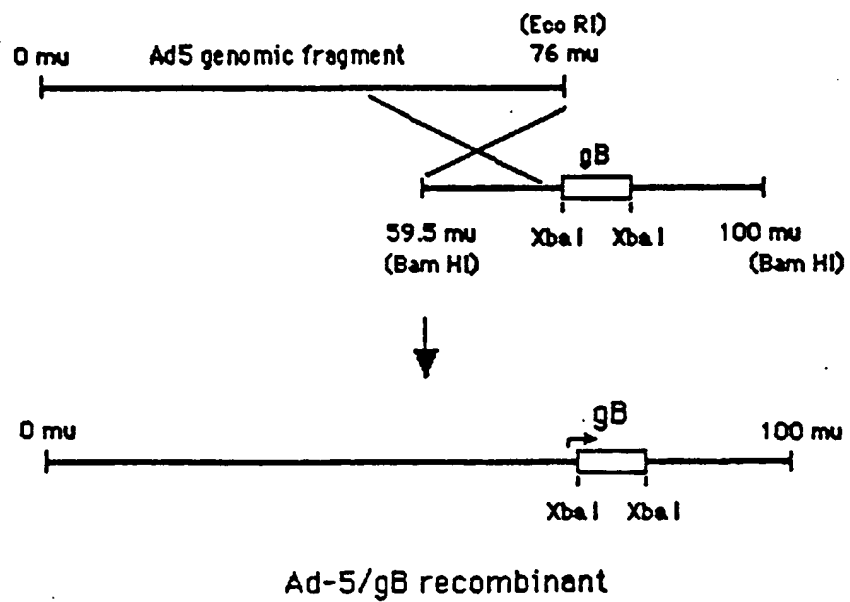 (Eco RI)
0 mu Ad5 genomic fragment 76 mu
gB
59.5 mu XbaI XbaI 100 mu
(Bam HI) (Bam HI)
gB
0 mu 100 mu
XbaI XbaI
Ad-5/gB recombinant